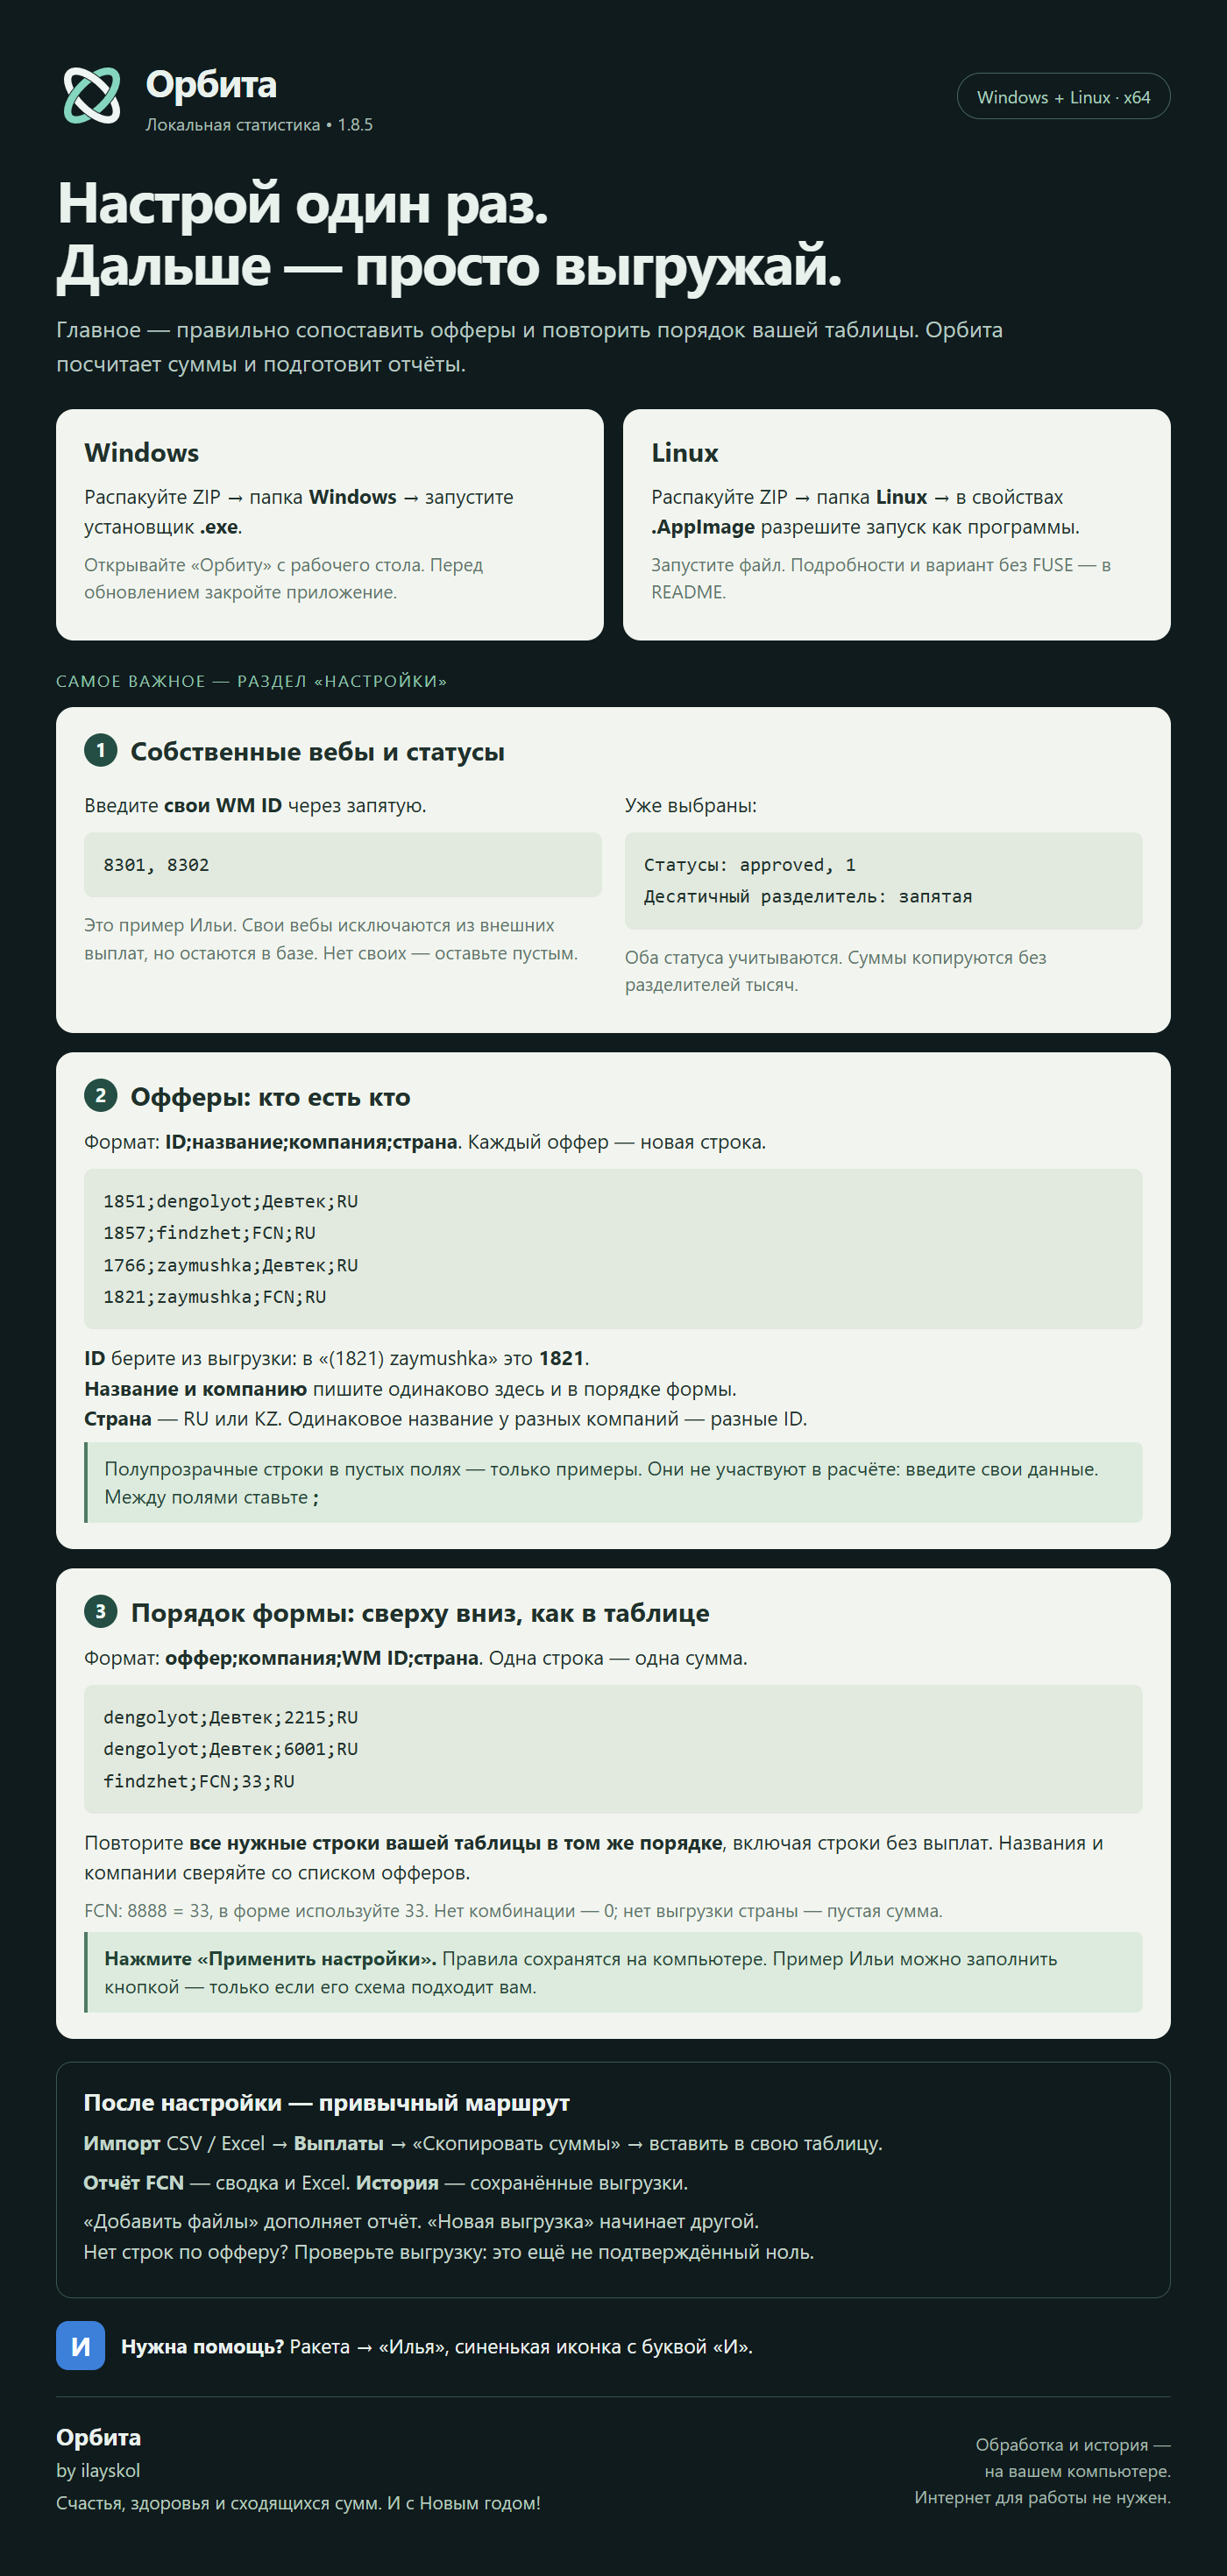 Орбита
Локальная статистика • 1.8.5
Windows + Linux · x64
Настрой один раз.
Дальше — просто выгружай.
Главное — правильно сопоставить офферы и повторить порядок вашей таблицы. Орбита
посчитает суммы и подготовит отчёты.
Windows
Распакуйте ZIP → папка Windows → запустите
установщик .exe.
Открывайте «Орбиту» с рабочего стола. Перед
обновлением закройте приложение.
Linux
Распакуйте ZIP → папка Linux → в свойствах
.AppImage разрешите запуск как программы.
Запустите файл. Подробности и вариант без FUSE — в
README.
САМОЕ ВАЖНОЕ — РАЗДЕЛ «НАСТРОЙКИ»
1 Собственные вебы и статусы
Введите свои WM ID через запятую.
8301, 8302
Это пример Ильи. Свои вебы исключаются из внешних
выплат, но остаются в базе. Нет своих — оставьте пустым.
Уже выбраны:
Статусы: approved, 1
Десятичный разделитель: запятая
Оба статуса учитываются. Суммы копируются без
разделителей тысяч.
2 Офферы: кто есть кто
Формат: ID;название;компания;страна. Каждый оффер — новая строка.
1851;dengolyot;Девтек;RU
1857;findzhet;FCN;RU
1766;zaymushka;Девтек;RU
1821;zaymushka;FCN;RU
ID берите из выгрузки: в «(1821) zaymushka» это 1821.
Название и компанию пишите одинаково здесь и в порядке формы.
Страна — RU или KZ. Одинаковое название у разных компаний — разные ID.
Полупрозрачные строки в пустых полях — только примеры. Они не участвуют в расчёте: введите свои данные.
Между полями ставьте ;
3 Порядок формы: сверху вниз, как в таблице
Формат: оффер;компания;WM ID;страна. Одна строка — одна сумма.
dengolyot;Девтек;2215;RU
dengolyot;Девтек;6001;RU
findzhet;FCN;33;RU
Повторите все нужные строки вашей таблицы в том же порядке, включая строки без выплат. Названия и
компании сверяйте со списком офферов.
FCN: 8888 = 33, в форме используйте 33. Нет комбинации — 0; нет выгрузки страны — пустая сумма.
Нажмите «Применить настройки». Правила сохранятся на компьютере. Пример Ильи можно заполнить
кнопкой — только если его схема подходит вам.
После настройки — привычный маршрут
Импорт CSV / Excel → Выплаты → «Скопировать суммы» → вставить в свою таблицу.
Отчёт FCN — сводка и Excel. История — сохранённые выгрузки.
«Добавить файлы» дополняет отчёт. «Новая выгрузка» начинает другой.
Нет строк по офферу? Проверьте выгрузку: это ещё не подтверждённый ноль.
И Нужна помощь? Ракета → «Илья», синенькая иконка с буквой «И».
Орбита
by ilayskol
Счастья, здоровья и сходящихся сумм. И с Новым годом!
Обработка и история —
на вашем компьютере.
Интернет для работы не нужен.